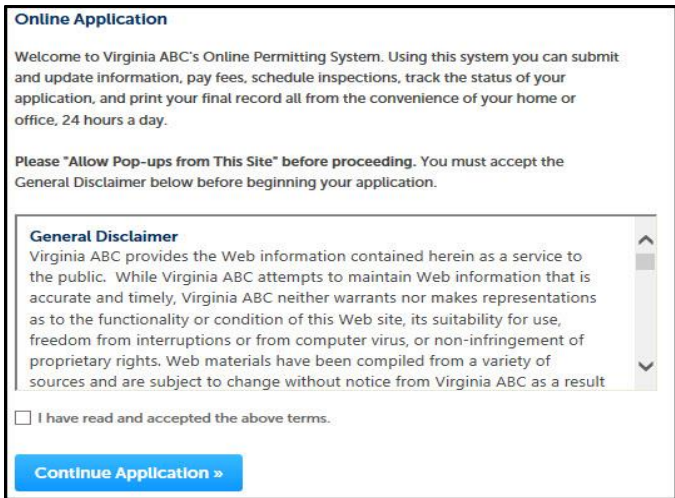 Online Application
Welcome to Virginia ABC's Online Permitting System. Using this system you can submit
and update information, pay fees, schedule inspections, track the status of your
application, and print your final record all from the convenience of your home or
office, 24 hours a day.
Please "Allow Pop-ups from This Site" before proceeding. You must accept the
General Disclaimer below before beginning your application.
General Disclaimer
Virginia ABC provides the Web information contained herein as a service to
the public. While Virginia ABC attempts to maintain Web information that is
accurate and timely, Virginia ABC neither warrants nor makes representations
as to the functionality or condition of this Web site, its suitability for use,
freedom from interruptions or from computer virus, or non-infringement of
proprietary rights. Web materials have been compiled from a variety of
sources and are subject to change without notice from Virginia ABC as a result
I have read and accepted the above terms.
Continue Application »